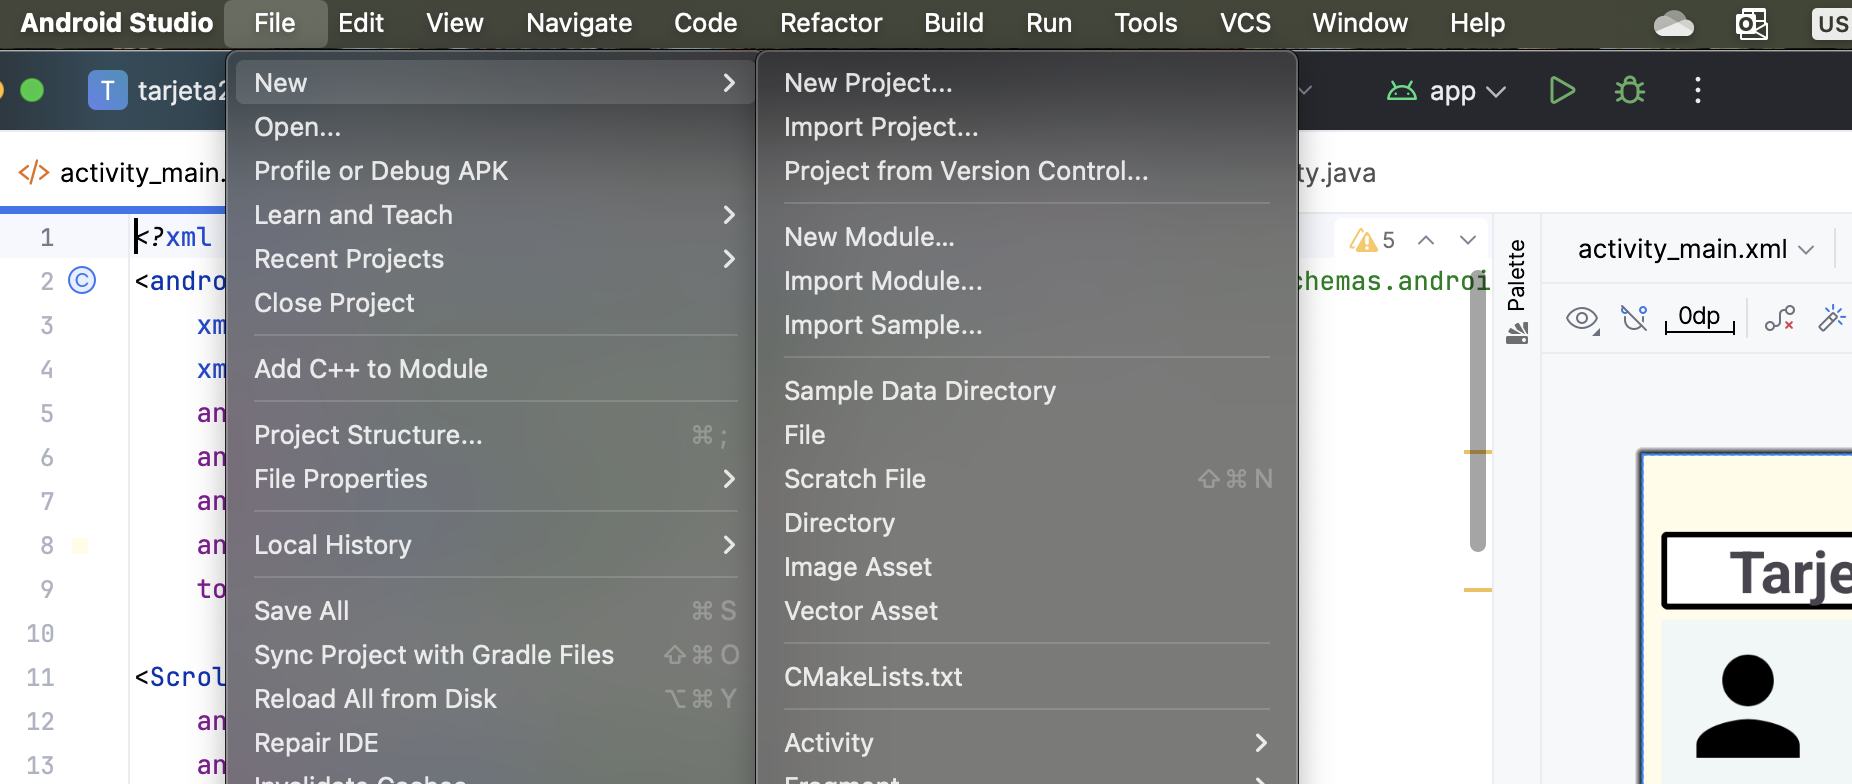 Android Studio File Edit View Navigate Code Refactor Build Run Tools VCS Window Help US
T tarjeta2 app
activity_main. ty.java
New
Open...
Profile or Debug APK
Learn and Teach
Recent Projects
Close Project
Add C++ to Module
Project Structure... ⌘ ;
File Properties
Local History
Save All ⌘ S
Sync Project with Gradle Files ⇧ ⌘ O
Reload All from Disk ⌥ ⌘ Y
Repair IDE
Invalidate Caches
New Project...
Import Project...
Project from Version Control...
New Module...
Import Module...
Import Sample...
Sample Data Directory
File
Scratch File ⇧ ⌘ N
Directory
Image Asset
Vector Asset
CMakeLists.txt
Activity
Fragment
1 <?xml
2 <andro
3 xm
4 xm
5 an
6 an
7 an
8 an
9 to
10
11 <Scrol
12 an
13 an
5
chemas.androi
Palette
activity_main.xml
0dp
Tarje